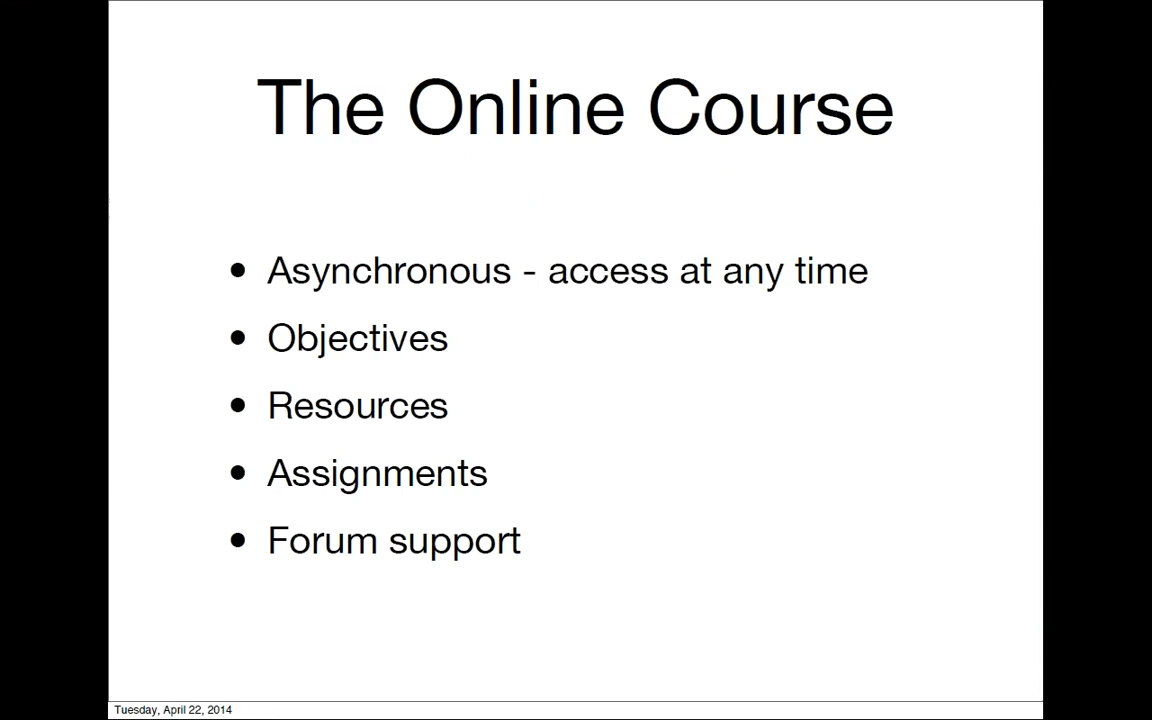 The Online Course
• Asynchronous - access at any time
• Objectives
• Resources
• Assignments
• Forum support
Tuesday, April 22, 2014